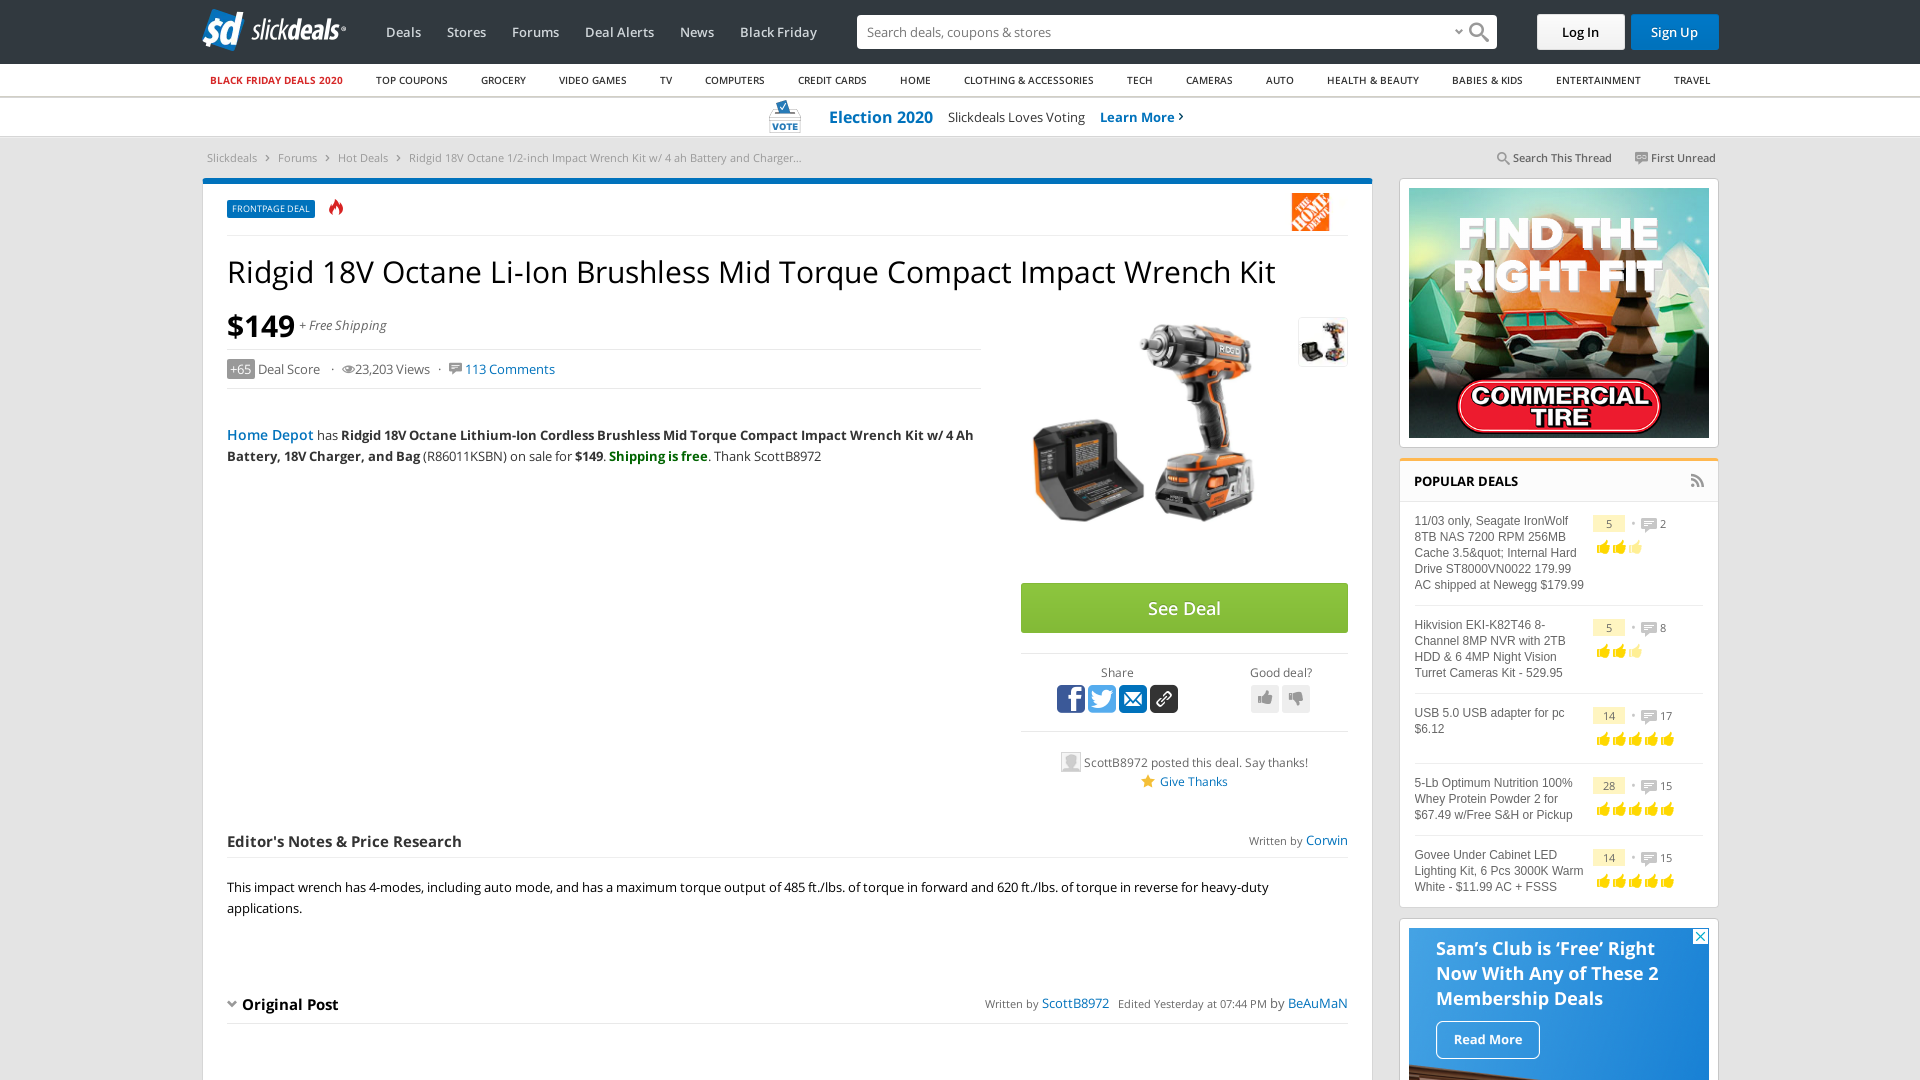 slickdeals
Deals Stores Forums Deal Alerts News Black Friday
Search deals, coupons & stores
Log In Sign Up
BLACK FRIDAY DEALS 2020 TOP COUPONS GROCERY VIDEO GAMES TV COMPUTERS CREDIT CARDS HOME CLOTHING & ACCESSORIES TECH CAMERAS AUTO HEALTH & BEAUTY BABIES & KIDS ENTERTAINMENT TRAVEL
VOTE Election 2020 Slickdeals Loves Voting Learn More
Slickdeals › Forums › Hot Deals › Ridgid 18V Octane 1/2-inch Impact Wrench Kit w/ 4 ah Battery and Charger...
Search This Thread First Unread
FRONTPAGE DEAL
THE HOME DEPOT
Ridgid 18V Octane Li-Ion Brushless Mid Torque Compact Impact Wrench Kit
$149 + Free Shipping
+65 Deal Score · 23,203 Views · 113 Comments
Home Depot has Ridgid 18V Octane Lithium-Ion Cordless Brushless Mid Torque Compact Impact Wrench Kit w/ 4 Ah
Battery, 18V Charger, and Bag (R86011KSBN) on sale for $149. Shipping is free. Thank ScottB8972
RIDGID
See Deal
Share
Good deal?
ScottB8972 posted this deal. Say thanks!
Give Thanks
Editor's Notes & Price Research
Written by Corwin
This impact wrench has 4-modes, including auto mode, and has a maximum torque output of 485 ft./lbs. of torque in forward and 620 ft./lbs. of torque in reverse for heavy-duty
applications.
Original Post
Written by ScottB8972 Edited Yesterday at 07:44 PM by BeAuMaN
FIND THE
RIGHT FIT
COMMERCIAL
TIRE
POPULAR DEALS
11/03 only, Seagate IronWolf
8TB NAS 7200 RPM 256MB
Cache 3.5&quot; Internal Hard
Drive ST8000VN0022 179.99
AC shipped at Newegg $179.99
5 • 2
Hikvision EKI-K82T46 8-
Channel 8MP NVR with 2TB
HDD & 6 4MP Night Vision
Turret Cameras Kit - 529.95
5 • 8
USB 5.0 USB adapter for pc
$6.12
14 • 17
5-Lb Optimum Nutrition 100%
Whey Protein Powder 2 for
$67.49 w/Free S&H or Pickup
28 • 15
Govee Under Cabinet LED
Lighting Kit, 6 Pcs 3000K Warm
White - $11.99 AC + FSSS
14 • 15
Sam's Club is 'Free' Right
Now With Any of These 2
Membership Deals
Read More